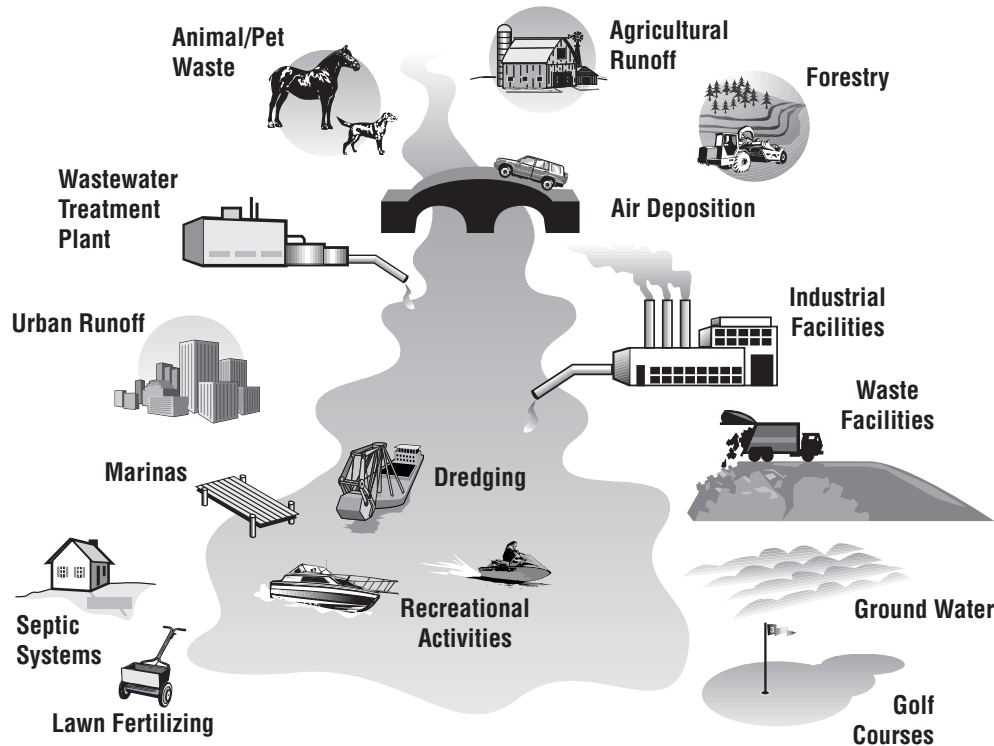 Animal/Pet
Waste
Agricultural
Runoff
Forestry
Wastewater
Treatment
Plant
Air Deposition
Urban Runoff
Industrial
Facilities
Waste
Facilities
Marinas
Dredging
Recreational
Activities
Septic
Systems
Ground Water
Lawn Fertilizing
Golf
Courses